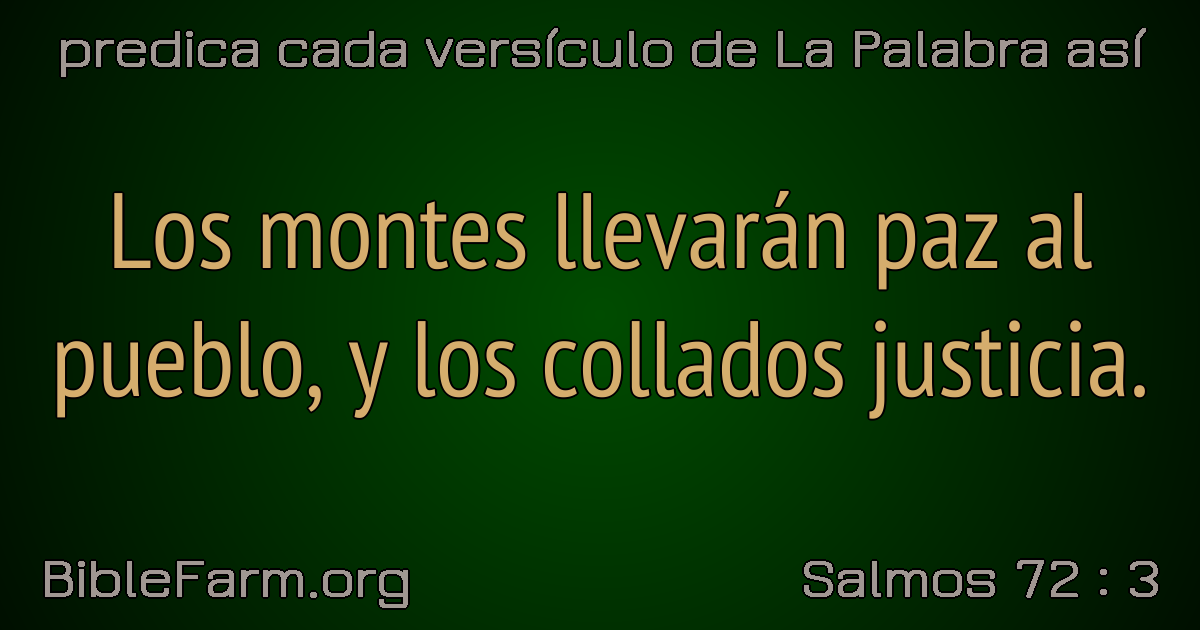 predica cada versículo de La Palabra así
Los montes llevarán paz al
pueblo, y los collados justicia.
BibleFarm.org
Salmos 72 : 3